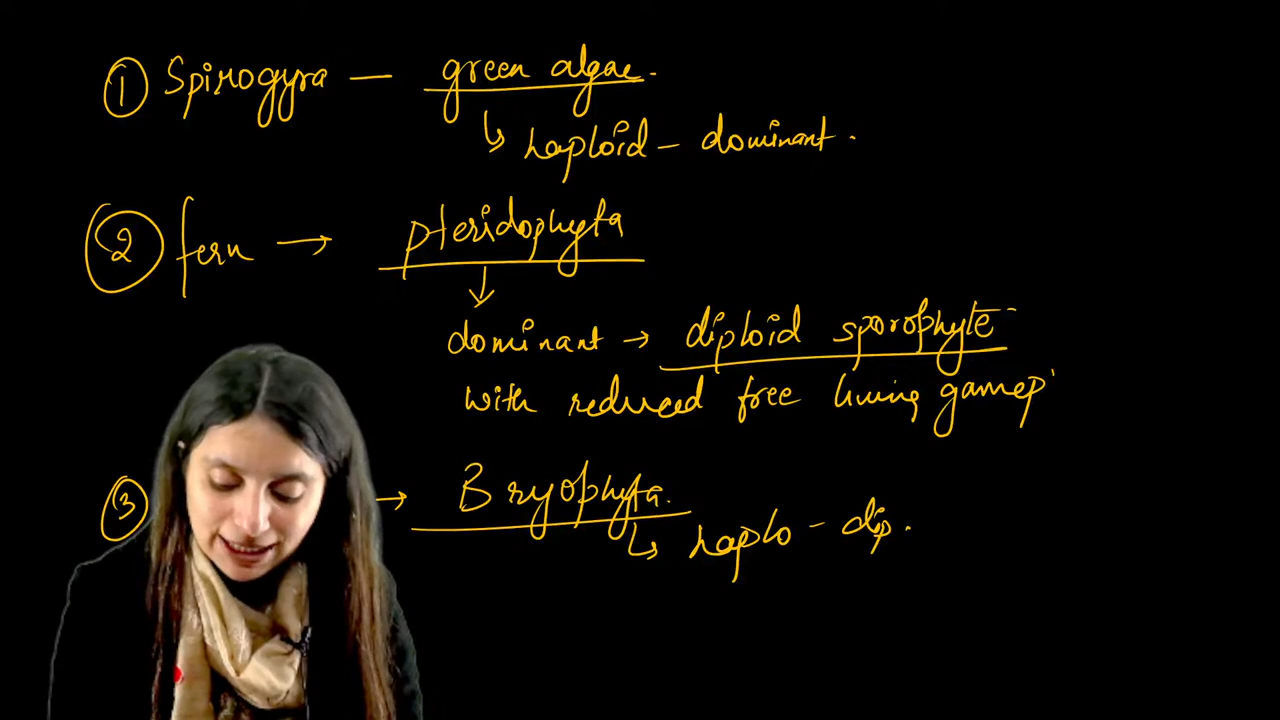 ① Spirogyra — green algae.
↳ haploid - dominant.
② fern → pteridophyta
↓
dominant → diploid sporophyte
with reduced free living gamep
③ → Bryophyta.
↳ haplo - dip.